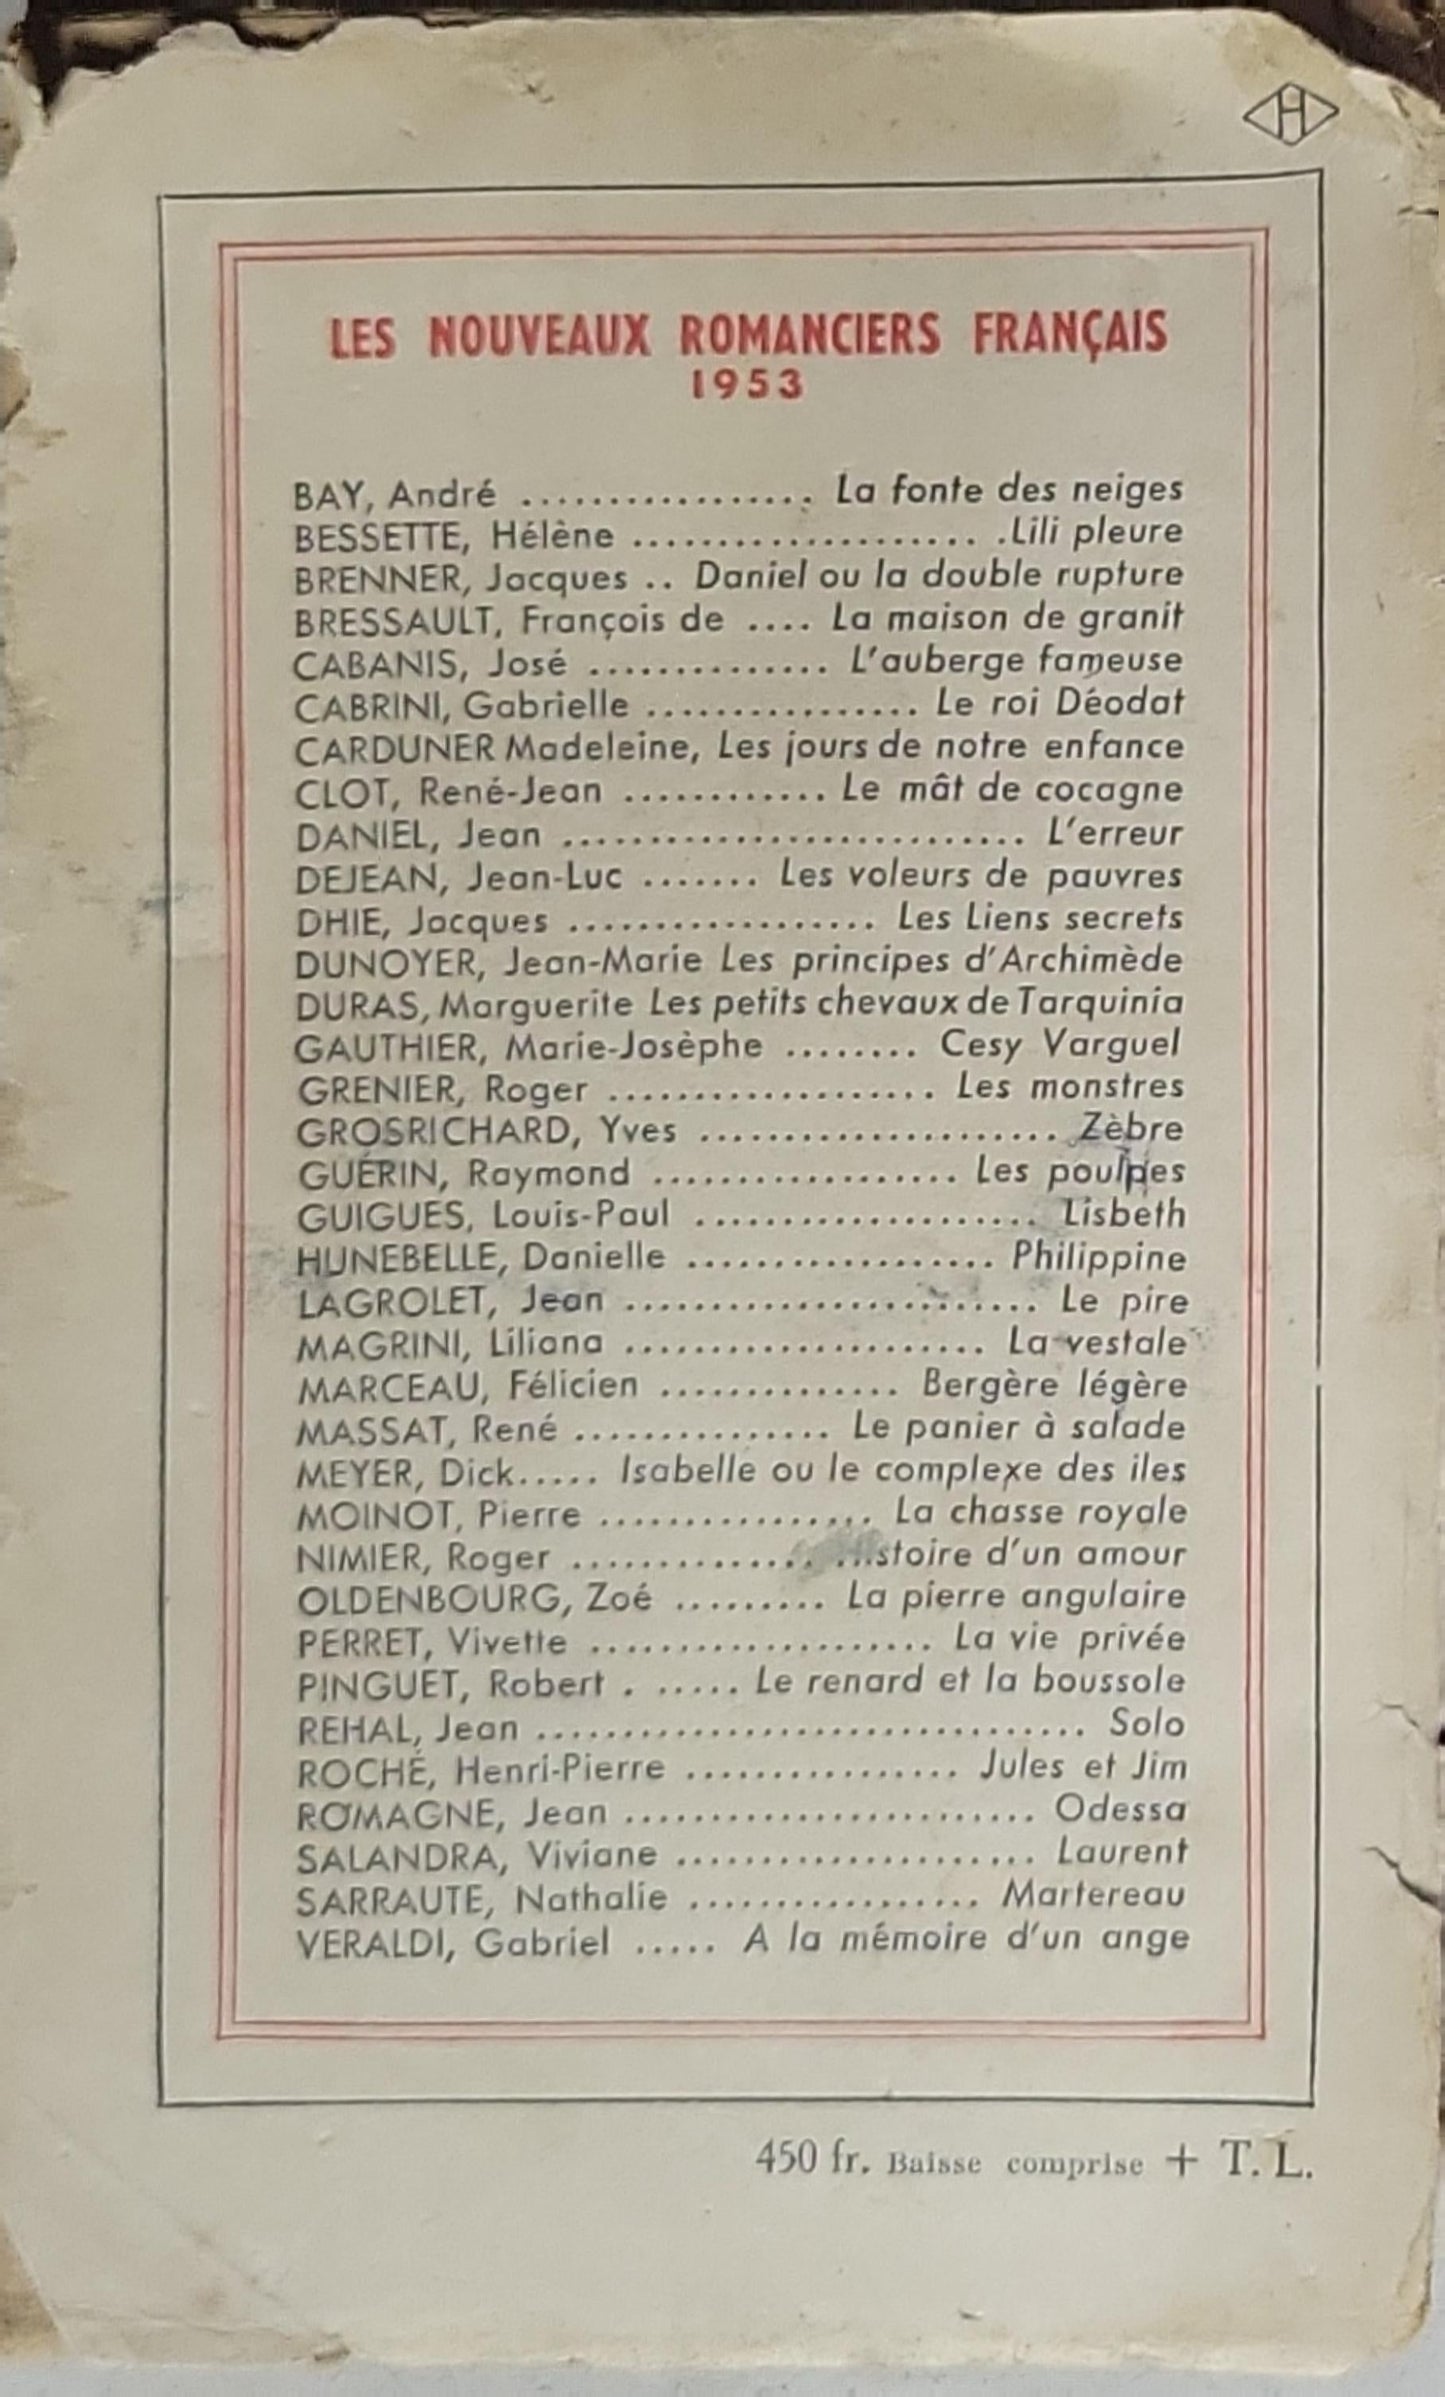 H
LES NOUVEAUX ROMANCIERS FRANÇAIS
1953
BAY, André ................. La fonte des neiges
BESSETTE, Hélène .................... .Lili pleure
BRENNER, Jacques .. Daniel ou la double rupture
BRESSAULT, François de .... La maison de granit
CABANIS, José .............. L'auberge fameuse
CABRINI, Gabrielle ................ Le roi Déodat
CARDUNER Madeleine, Les jours de notre enfance
CLOT, René-Jean ............ Le mât de cocagne
DANIEL, Jean ........................... L'erreur
DEJEAN, Jean-Luc ....... Les voleurs de pauvres
DHIE, Jacques .................. Les Liens secrets
DUNOYER, Jean-Marie Les principes d'Archimède
DURAS, Marguerite Les petits chevaux de Tarquinia
GAUTHIER, Marie-Josèphe ........ Cesy Varguel
GRENIER, Roger ................... Les monstres
GROSRICHARD, Yves ..................... Zèbre
GUÉRIN, Raymond .................. Les poulpes
GUIGUES, Louis-Paul .................... Lisbeth
HUNEBELLE, Danielle .................. Philippine
LAGROLET, Jean ........................ Le pire
MAGRINI, Liliana ..................... La vestale
MARCEAU, Félicien .............. Bergère légère
MASSAT, René ............... Le panier à salade
MEYER, Dick..... Isabelle ou le complexe des iles
MOINOT, Pierre ................ La chasse royale
NIMIER, Roger .............. d'un amour
OLDENBOURG, Zoé ......... La pierre angulaire
PERRET, Vivette .................... La vie privée
PINGUET, Robert . ..... Le renard et la boussole
REHAL, Jean ................................ Solo
ROCHÉ, Henri-Pierre ................ Jules et Jim
ROMAGNE, Jean ........................ Odessa
SALANDRA, Viviane ..................... Laurent
SARRAUTE, Nathalie ................. Martereau
VERALDI, Gabriel ..... A la mémoire d'un ange
450 fr. Baisse comprise + T. L.